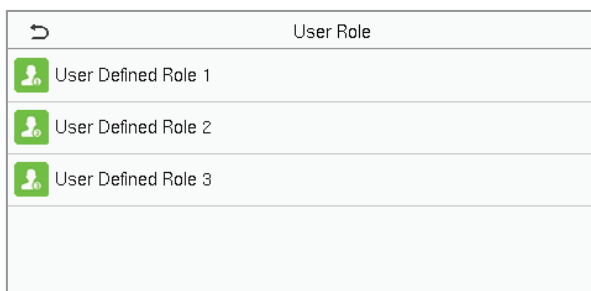 User Role
User Defined Role 1
User Defined Role 2
User Defined Role 3